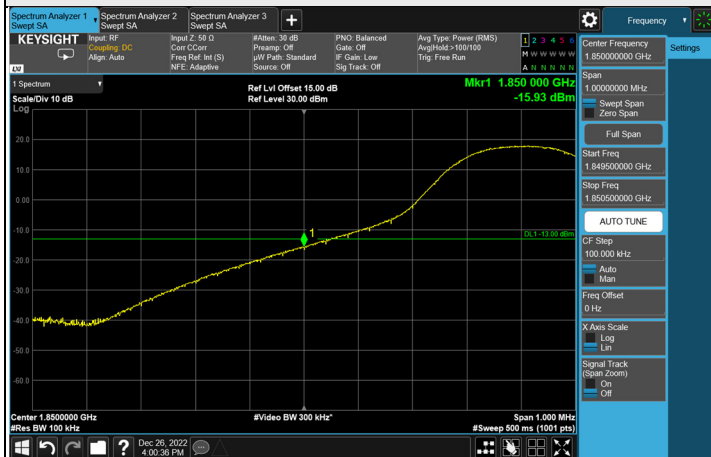 Spectrum Analyzer 1
Swept SA
Spectrum Analyzer 2
Swept SA
Spectrum Analyzer 3
Swept SA
Frequency
KEYSIGHT
Input: RF
Coupling: DC
Align: Auto
Input Z: 50 Ω
Corr CCorr
Freq Ref: Int (S)
NFE: Adaptive
#Atten: 30 dB
Preamp: Off
µW Path: Standard
Source: Off
PNO: Balanced
Gate: Off
IF Gain: Low
Sig Track: Off
Avg Type: Power (RMS)
Avg|Hold:>100/100
Trig: Free Run
1 2 3 4 5 6
M W W W W W
A N N N N N
LXI
1 Spectrum
Scale/Div 10 dB
Log
Ref Lvl Offset 15.00 dB
Ref Level 30.00 dBm
Mkr1 1.850 000 GHz
-15.93 dBm
20.0
10.0
0.00
-10.0
-20.0
-30.0
-40.0
-50.0
-60.0
1
DL1 -13.00 dBm
Center 1.8500000 GHz
#Res BW 100 kHz
#Video BW 300 kHz*
Span 1.000 MHz
#Sweep 500 ms (1001 pts)
Center Frequency
1.850000000 GHz
Settings
Span
1.00000000 MHz
Swept Span
Zero Span
Full Span
Start Freq
1.849500000 GHz
Stop Freq
1.850500000 GHz
AUTO TUNE
CF Step
100.000 kHz
Auto
Man
Freq Offset
0 Hz
X Axis Scale
Log
Lin
Signal Track
(Span Zoom)
On
Off
?
Dec 26, 2022
4:00:36 PM